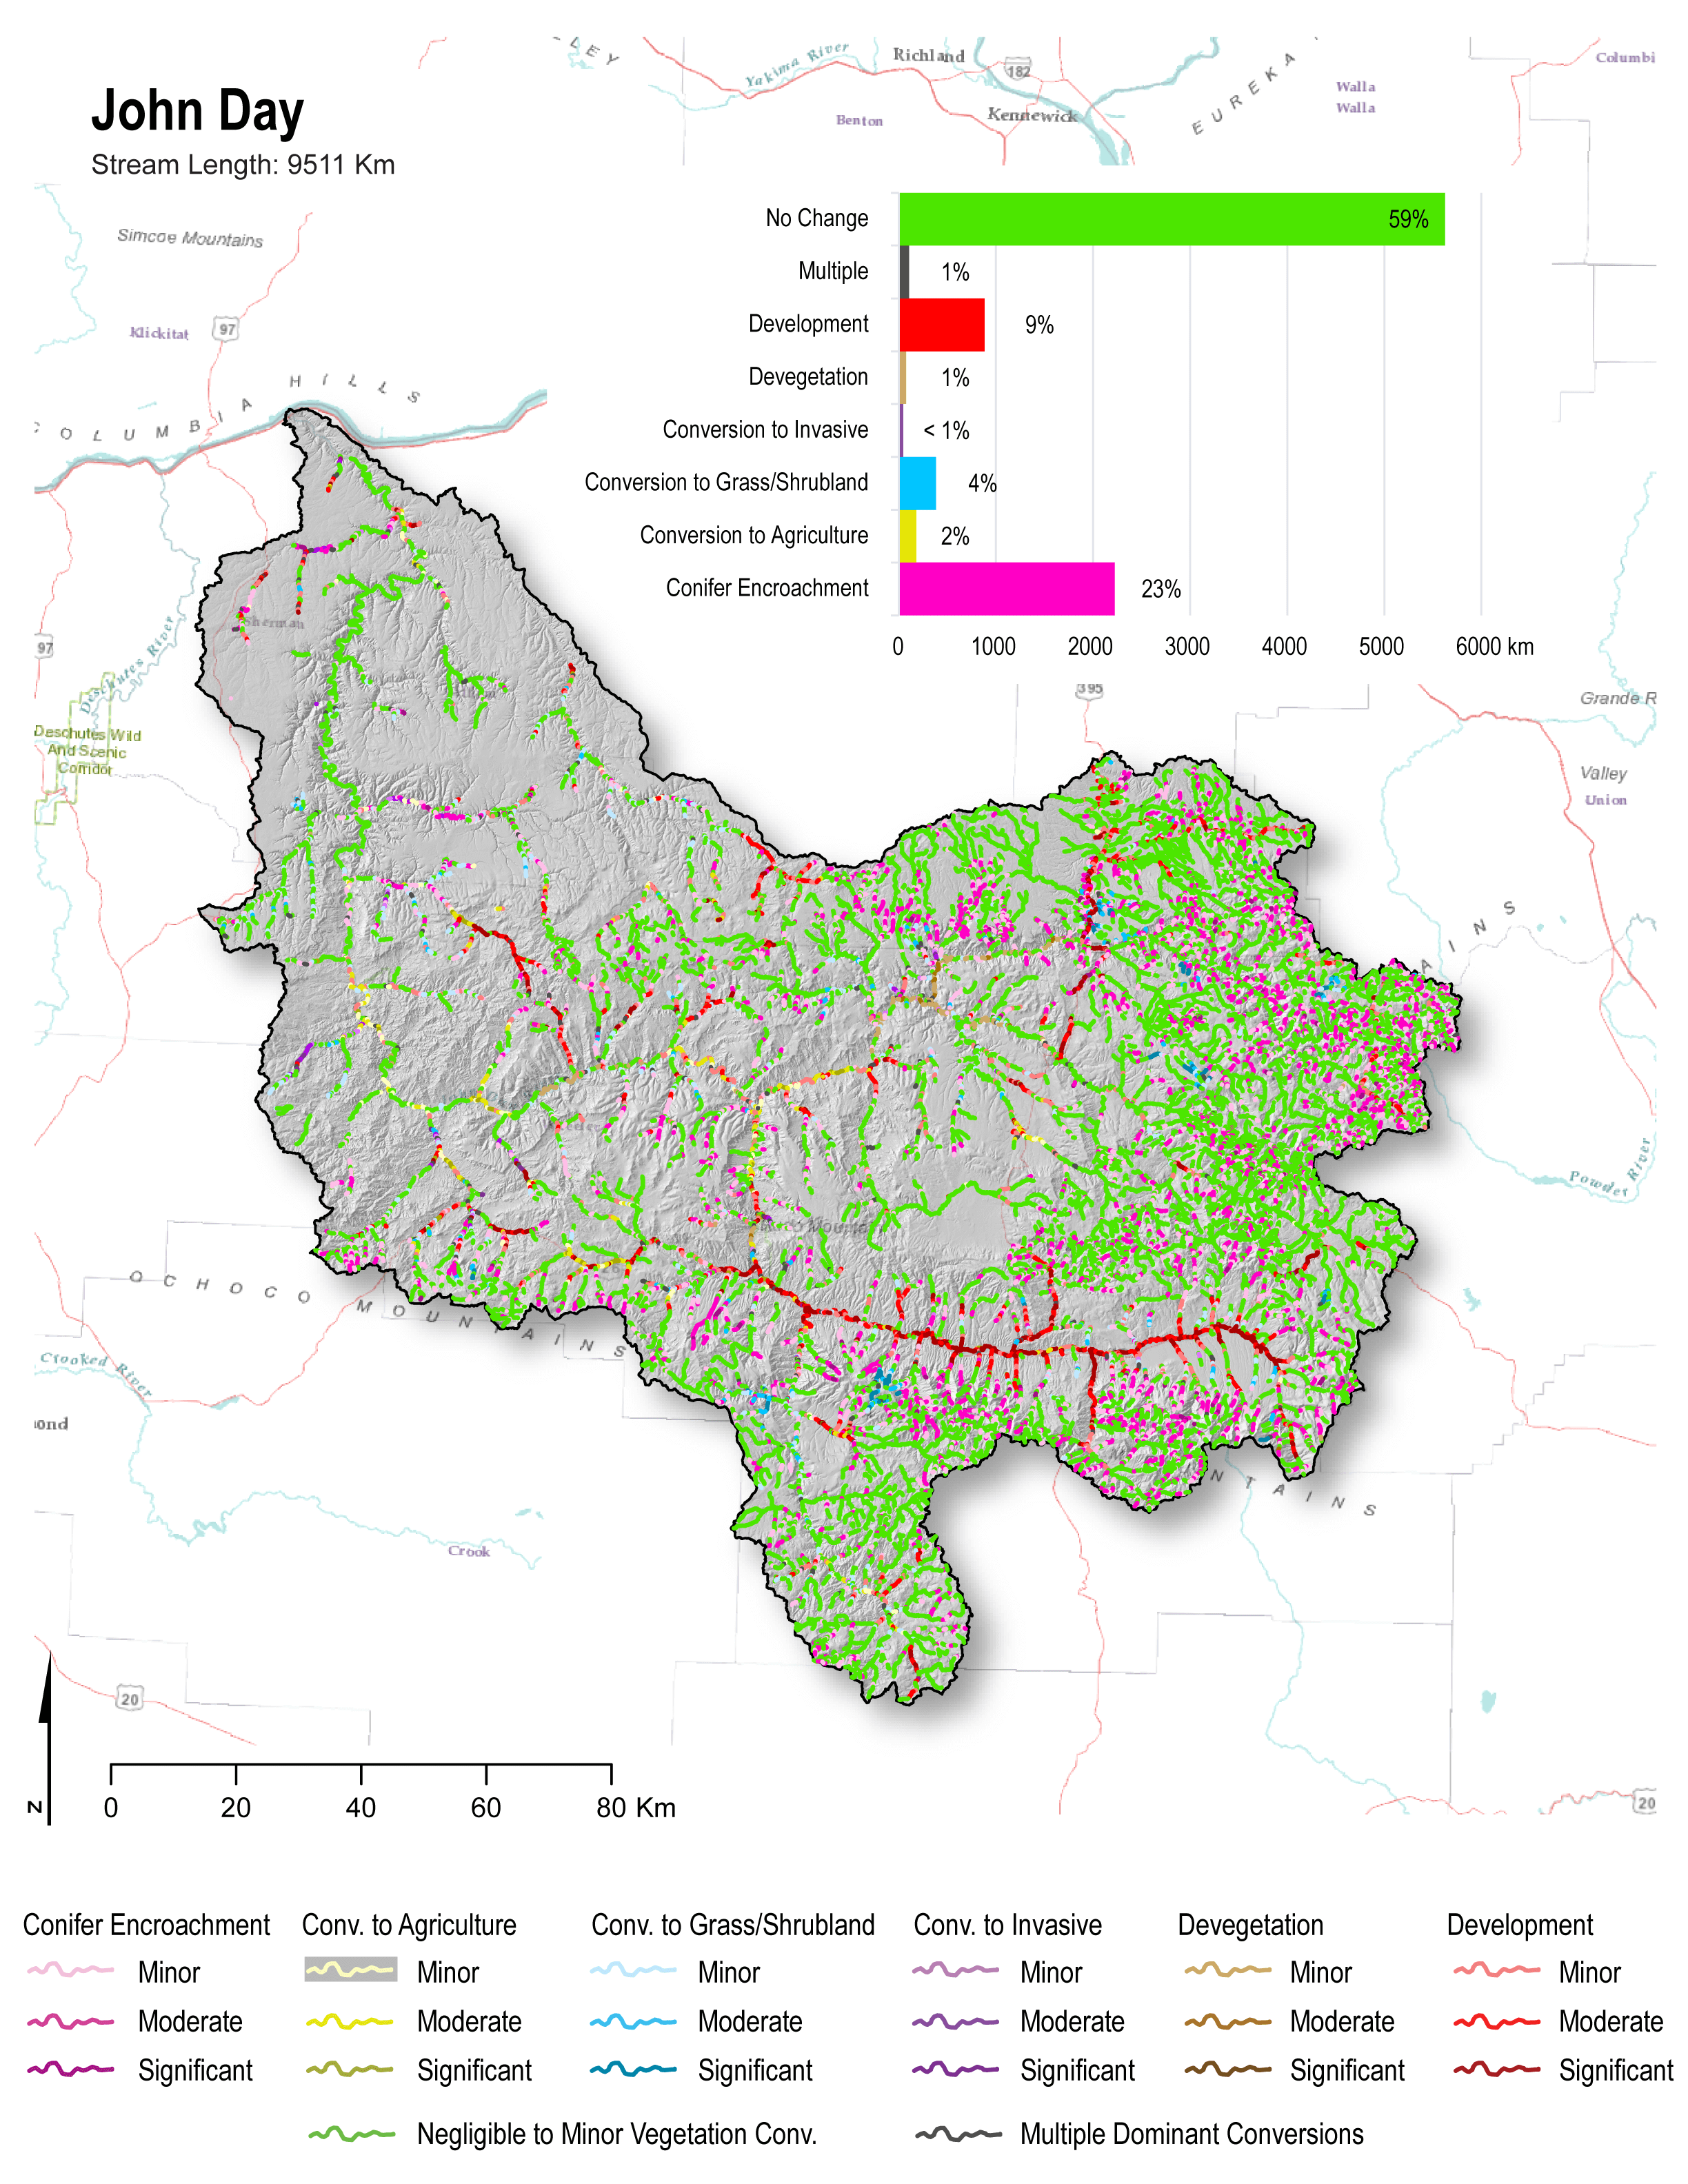 John Day
Stream Length: 9511 Km
Yakima River
Richland
182
Kennewick
Benton
EUREKA
Walla
Walla
Columbi
LEY
Simcoe Mountains
Klickitat
97
COLUMBIA HILLS
No Change
59%
Multiple
1%
Development
9%
Devegetation
1%
Conversion to Invasive
< 1%
Conversion to Grass/Shrubland
4%
Conversion to Agriculture
2%
Conifer Encroachment
23%
0 1000 2000 3000 4000 5000 6000 km
Sherman
97
Deschutes River
Deschutes Wild
And Scenic
Corridor
395
Grande R
Valley
Union
AINS
Powder River
OCHOCO MOUNTAINS
Crooked River
ond
Crook
NTAINS
20
20
N
0 20 40 60 80 Km
Conifer Encroachment
Minor
Moderate
Significant
Conv. to Agriculture
Minor
Moderate
Significant
Conv. to Grass/Shrubland
Minor
Moderate
Significant
Conv. to Invasive
Minor
Moderate
Significant
Devegetation
Minor
Moderate
Significant
Development
Minor
Moderate
Significant
Negligible to Minor Vegetation Conv.
Multiple Dominant Conversions